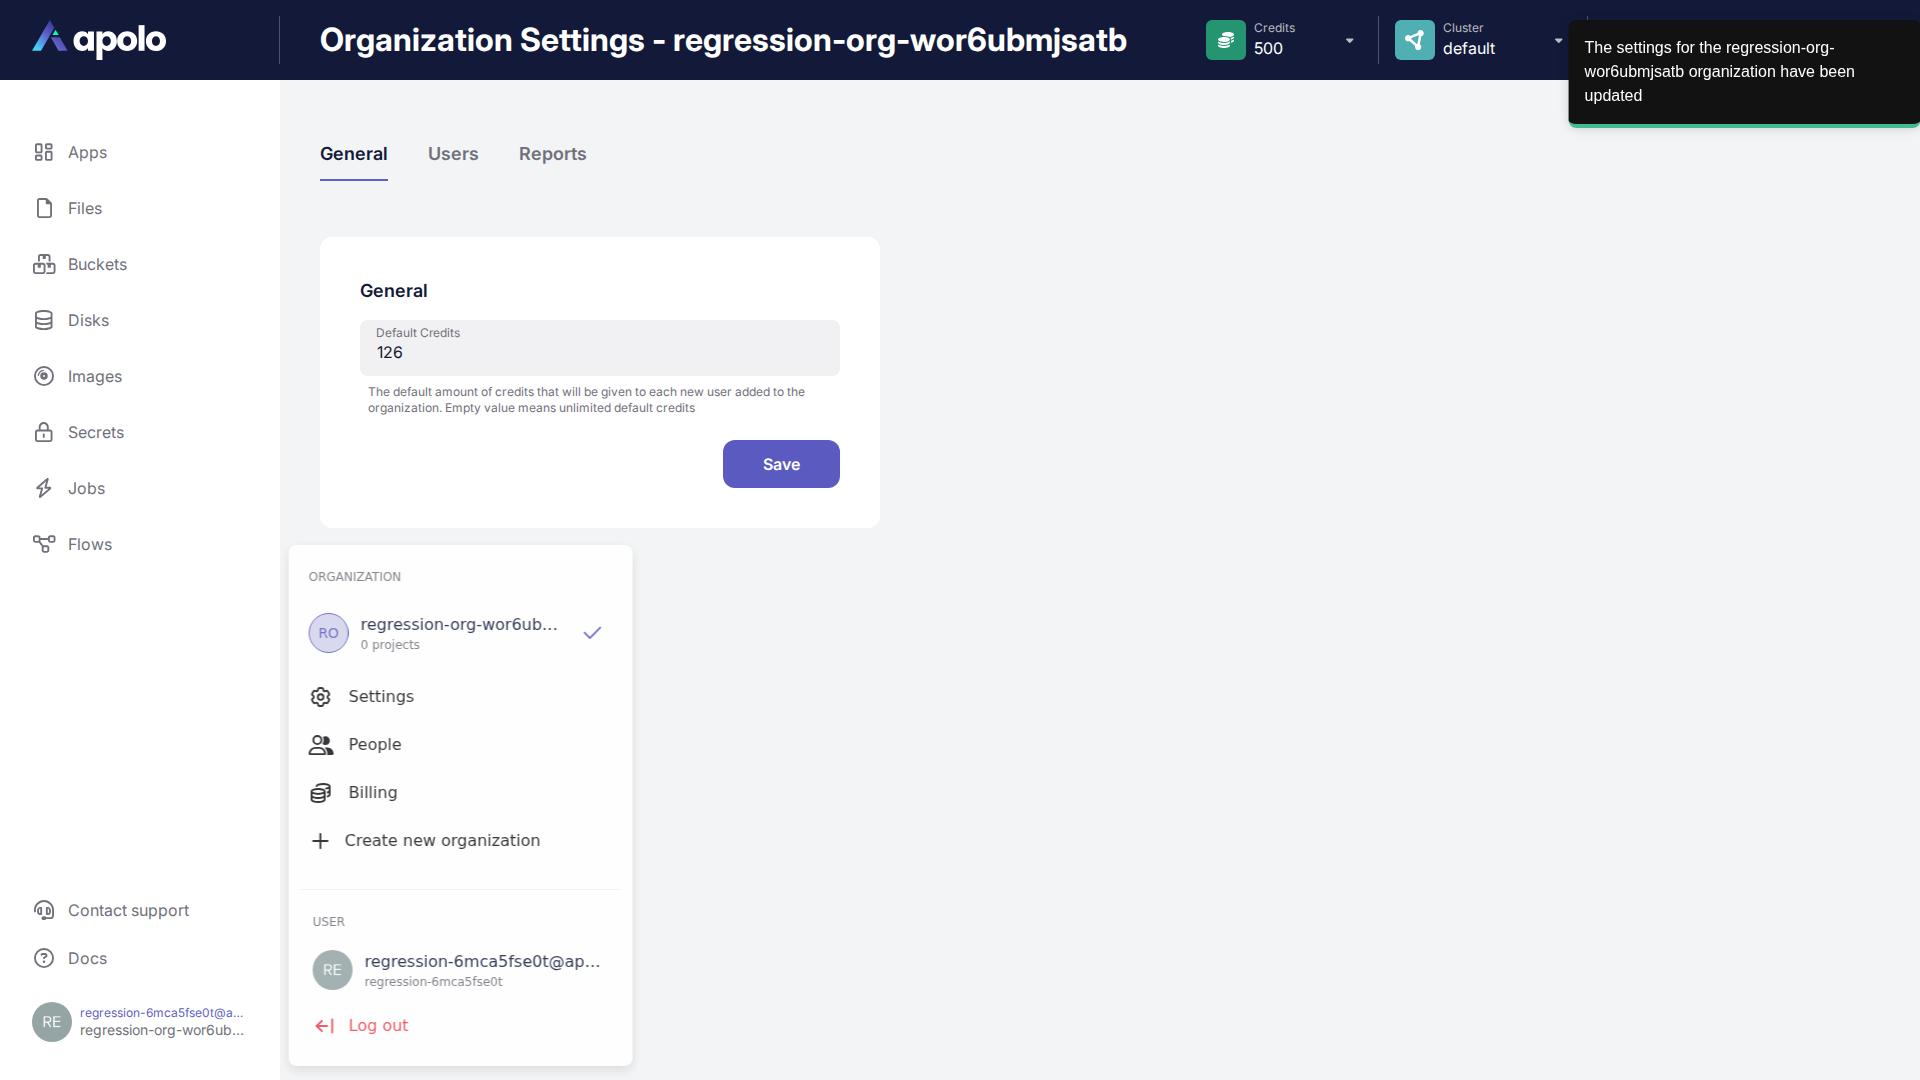 apolo
Organization Settings - regression-org-wor6ubmjsatb
Credits
500
Cluster
default
The settings for the regression-org-
wor6ubmjsatb organization have been
updated
Apps
Files
Buckets
Disks
Images
Secrets
Jobs
Flows
General
Users
Reports
General
Default Credits
126
The default amount of credits that will be given to each new user added to the
organization. Empty value means unlimited default credits
Save
ORGANIZATION
RO
regression-org-wor6ub...
0 projects
Settings
People
Billing
Create new organization
USER
RE
regression-6mca5fse0t@ap...
regression-6mca5fse0t
Log out
Contact support
Docs
RE
regression-6mca5fse0t@a...
regression-org-wor6ub...